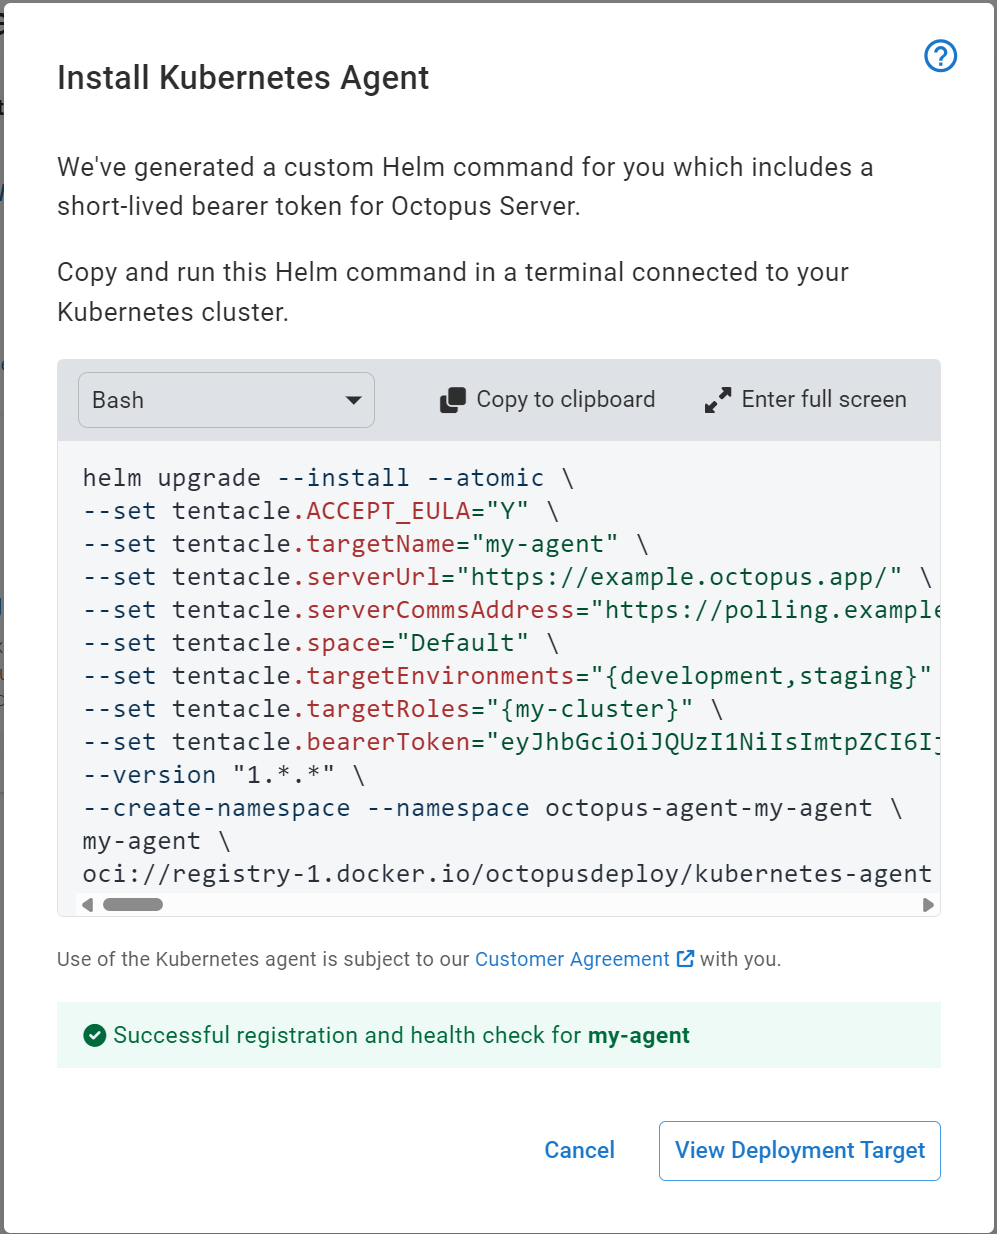 Install Kubernetes Agent
We've generated a custom Helm command for you which includes a
short-lived bearer token for Octopus Server.
Copy and run this Helm command in a terminal connected to your
Kubernetes cluster.
Bash
Copy to clipboard
Enter full screen
helm upgrade --install --atomic \
--set tentacle.ACCEPT_EULA="Y" \
--set tentacle.targetName="my-agent" \
--set tentacle.serverUrl="https://example.octopus.app/" \
--set tentacle.serverCommsAddress="https://polling.example
--set tentacle.space="Default" \
--set tentacle.targetEnvironments="{development,staging}"
--set tentacle.targetRoles="{my-cluster}" \
--set tentacle.bearerToken="eyJhbGciOiJQUzI1NiIsImtpZCI6Ij
--version "1.*.*" \
--create-namespace --namespace octopus-agent-my-agent \
my-agent \
oci://registry-1.docker.io/octopusdeploy/kubernetes-agent
Use of the Kubernetes agent is subject to our Customer Agreement with you.
Successful registration and health check for my-agent
Cancel
View Deployment Target